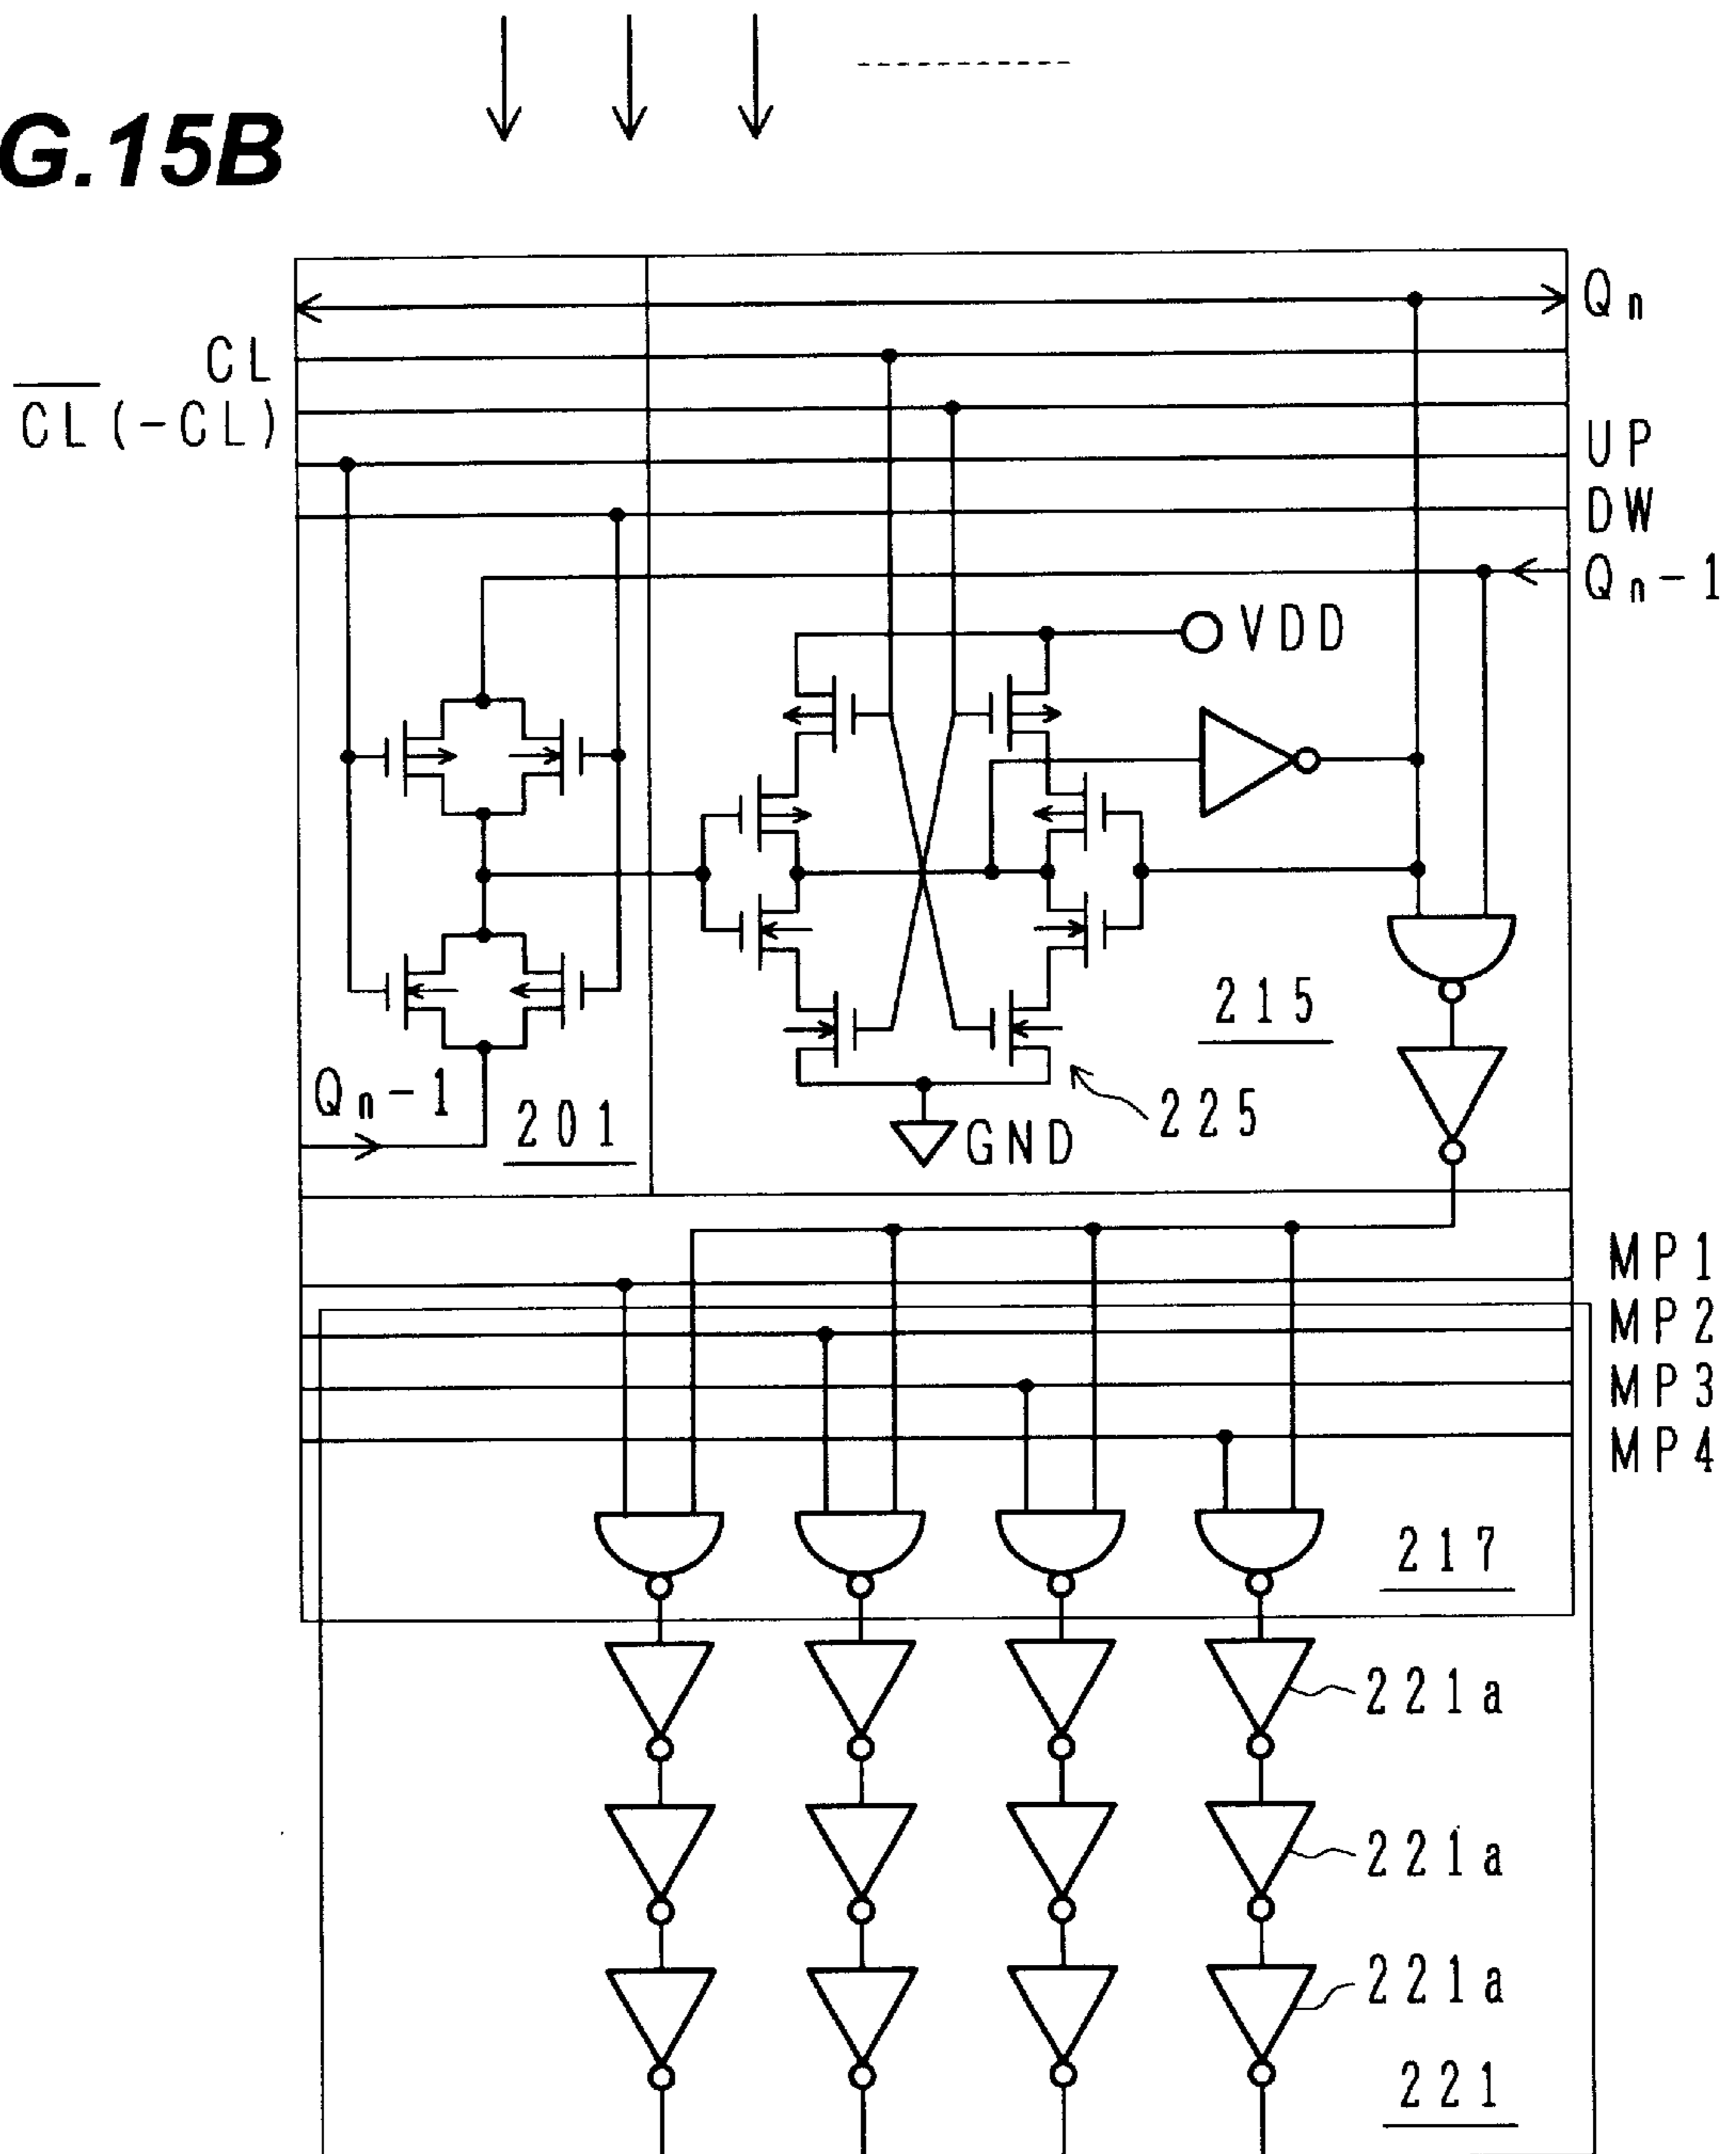 G.15B
Qn
CL
CL(-CL)
UP
DW
Qn-1
VDD
215
Qn-1
201
225
GND
MP1
MP2
MP3
MP4
217
221a
221a
221a
221